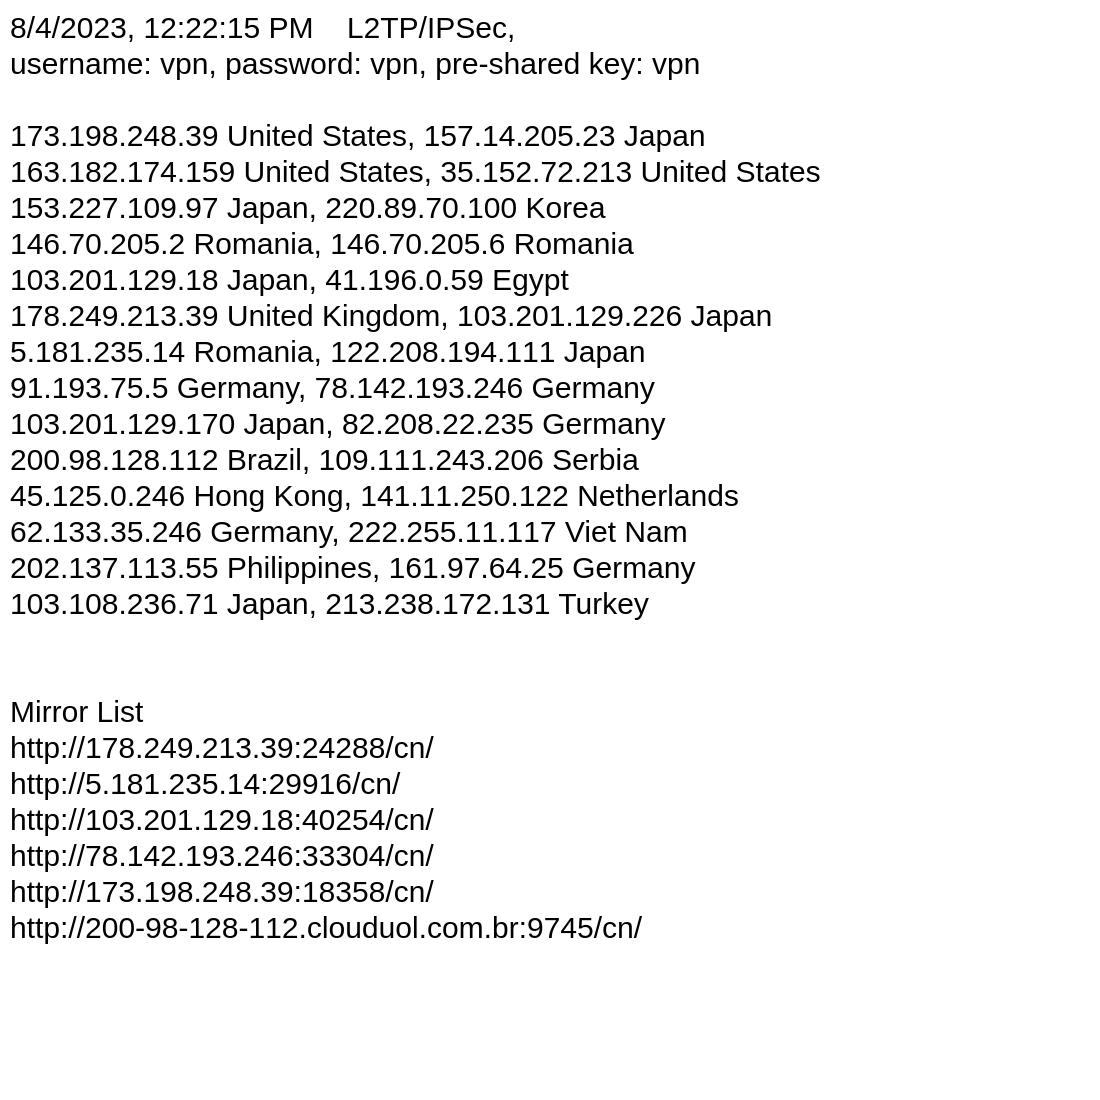 8/4/2023, 12:22:15 PM    L2TP/IPSec,
username: vpn, password: vpn, pre-shared key: vpn
173.198.248.39 United States, 157.14.205.23 Japan
163.182.174.159 United States, 35.152.72.213 United States
153.227.109.97 Japan, 220.89.70.100 Korea
146.70.205.2 Romania, 146.70.205.6 Romania
103.201.129.18 Japan, 41.196.0.59 Egypt
178.249.213.39 United Kingdom, 103.201.129.226 Japan
5.181.235.14 Romania, 122.208.194.111 Japan
91.193.75.5 Germany, 78.142.193.246 Germany
103.201.129.170 Japan, 82.208.22.235 Germany
200.98.128.112 Brazil, 109.111.243.206 Serbia
45.125.0.246 Hong Kong, 141.11.250.122 Netherlands
62.133.35.246 Germany, 222.255.11.117 Viet Nam
202.137.113.55 Philippines, 161.97.64.25 Germany
103.108.236.71 Japan, 213.238.172.131 Turkey
Mirror List
http://178.249.213.39:24288/cn/
http://5.181.235.14:29916/cn/
http://103.201.129.18:40254/cn/
http://78.142.193.246:33304/cn/
http://173.198.248.39:18358/cn/
http://200-98-128-112.clouduol.com.br:9745/cn/